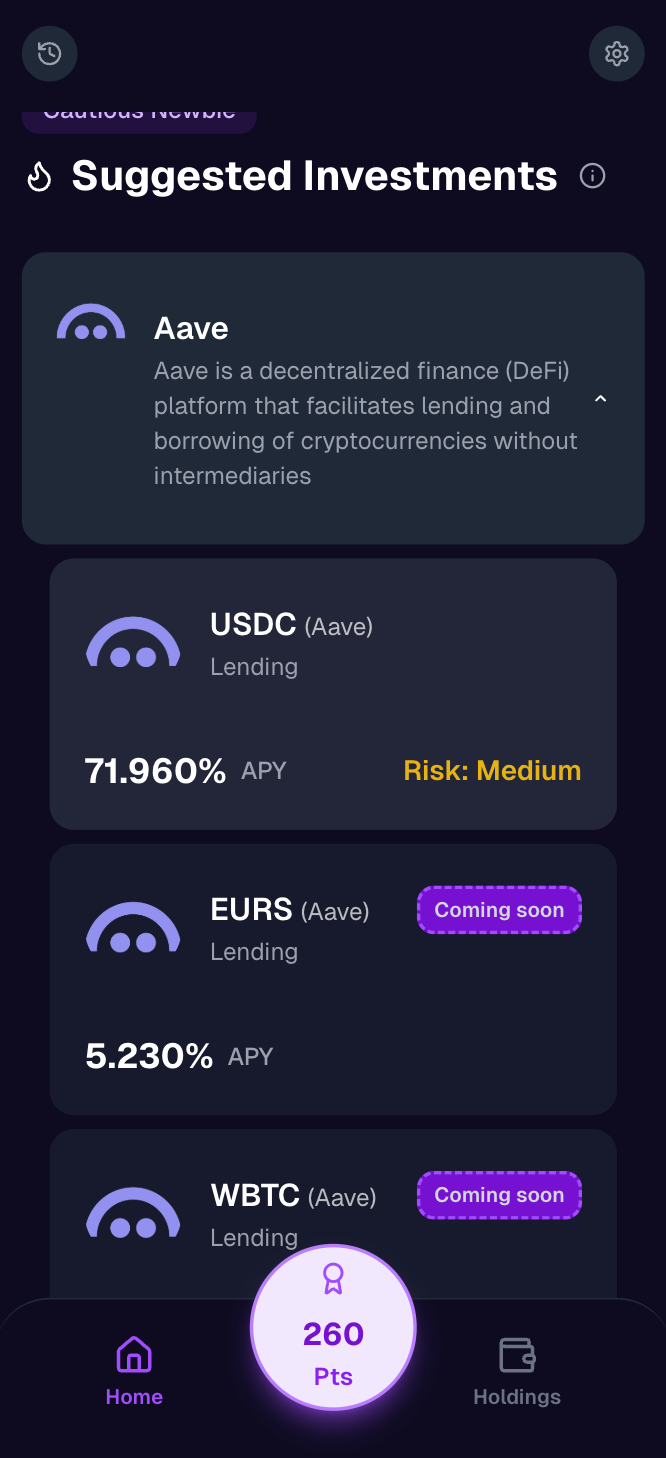 Cautious Newbie
Suggested Investments
Aave
Aave is a decentralized finance (DeFi)
platform that facilitates lending and
borrowing of cryptocurrencies without
intermediaries
USDC (Aave)
Lending
71.960% APY
Risk: Medium
EURS (Aave)
Coming soon
Lending
5.230% APY
WBTC (Aave)
Coming soon
Lending
260
Pts
Home
Holdings